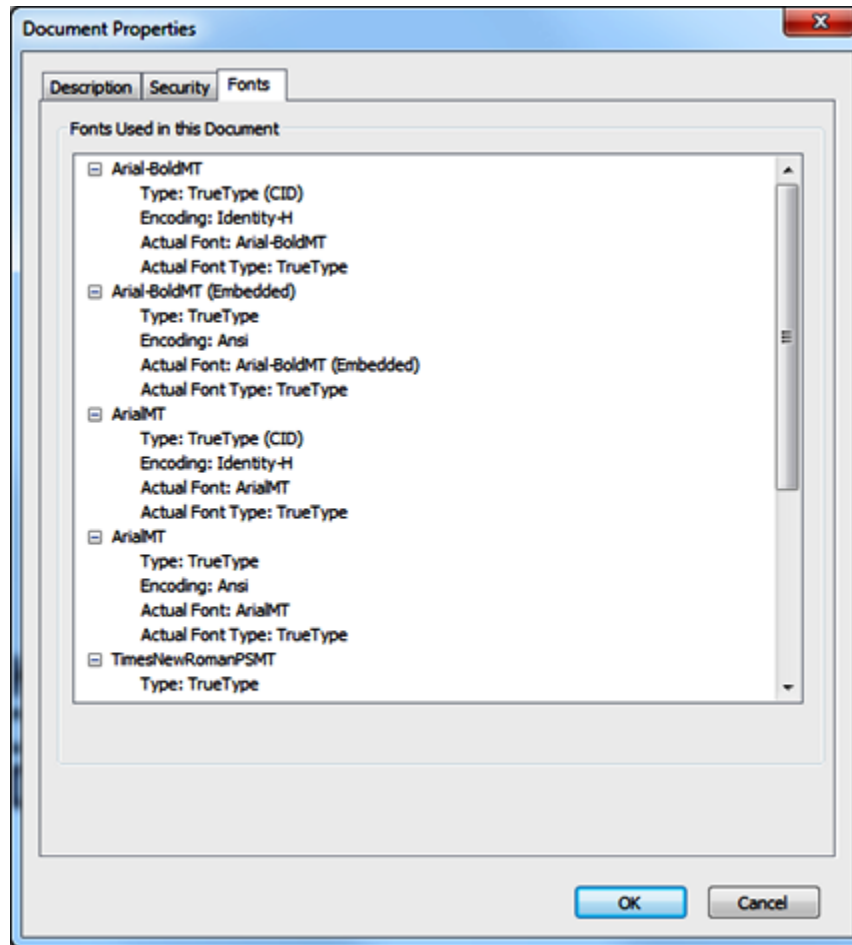 Document Properties
Description Security Fonts
Fonts Used in this Document
Arial-BoldMT
Type: TrueType (CID)
Encoding: Identity-H
Actual Font: Arial-BoldMT
Actual Font Type: TrueType
Arial-BoldMT (Embedded)
Type: TrueType
Encoding: Ansi
Actual Font: Arial-BoldMT (Embedded)
Actual Font Type: TrueType
ArialMT
Type: TrueType (CID)
Encoding: Identity-H
Actual Font: ArialMT
Actual Font Type: TrueType
ArialMT
Type: TrueType
Encoding: Ansi
Actual Font: ArialMT
Actual Font Type: TrueType
TimesNewRomanPSMT
Type: TrueType
OK Cancel